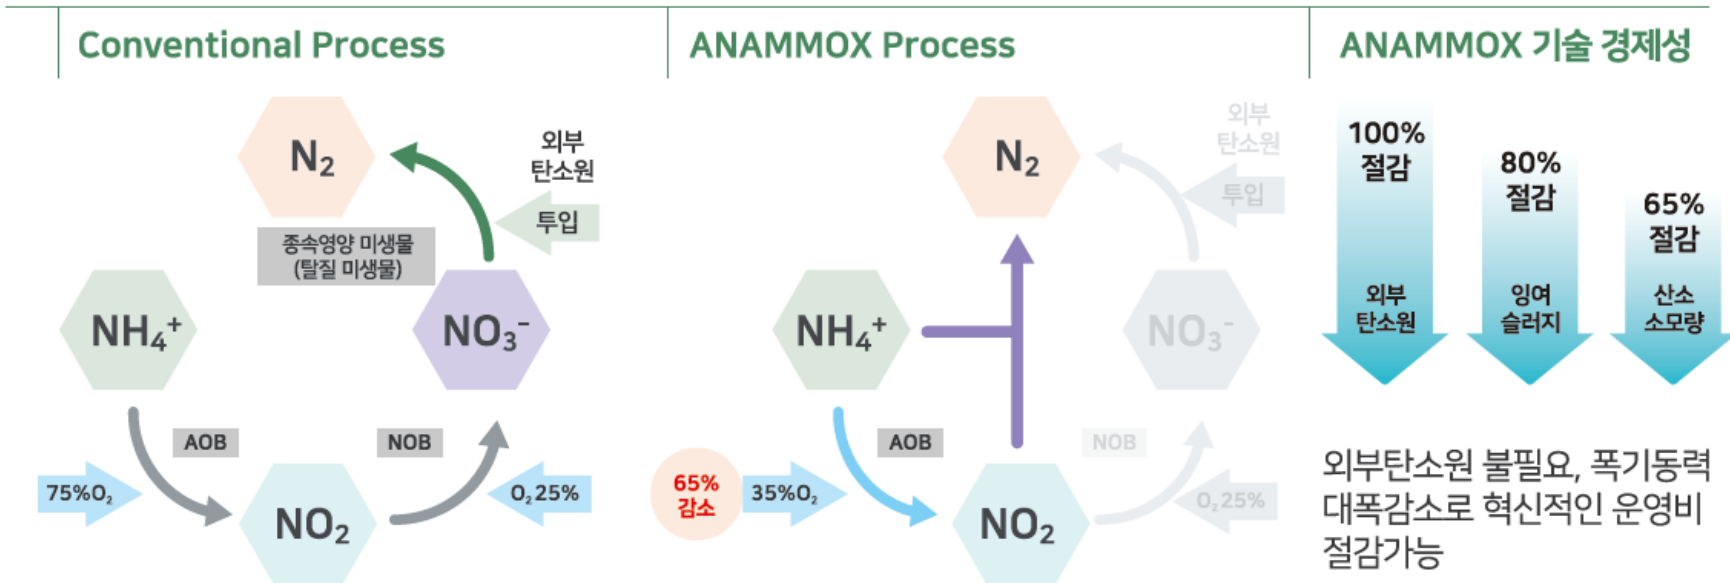 Conventional Process
N2
외부
탄소원
투입
종속영양 미생물
(탈질 미생물)
NH4+
NO3-
AOB
NOB
75%O2
O2 25%
NO2
ANAMMOX Process
N2
외부
탄소원
투입
NH4+
NO3-
AOB
NOB
65%
감소
35%O2
O2 25%
NO2
ANAMMOX 기술 경제성
100%
절감
외부
탄소원
80%
절감
잉여
슬러지
65%
절감
산소
소모량
외부탄소원 불필요, 폭기동력
대폭감소로 혁신적인 운영비
절감가능